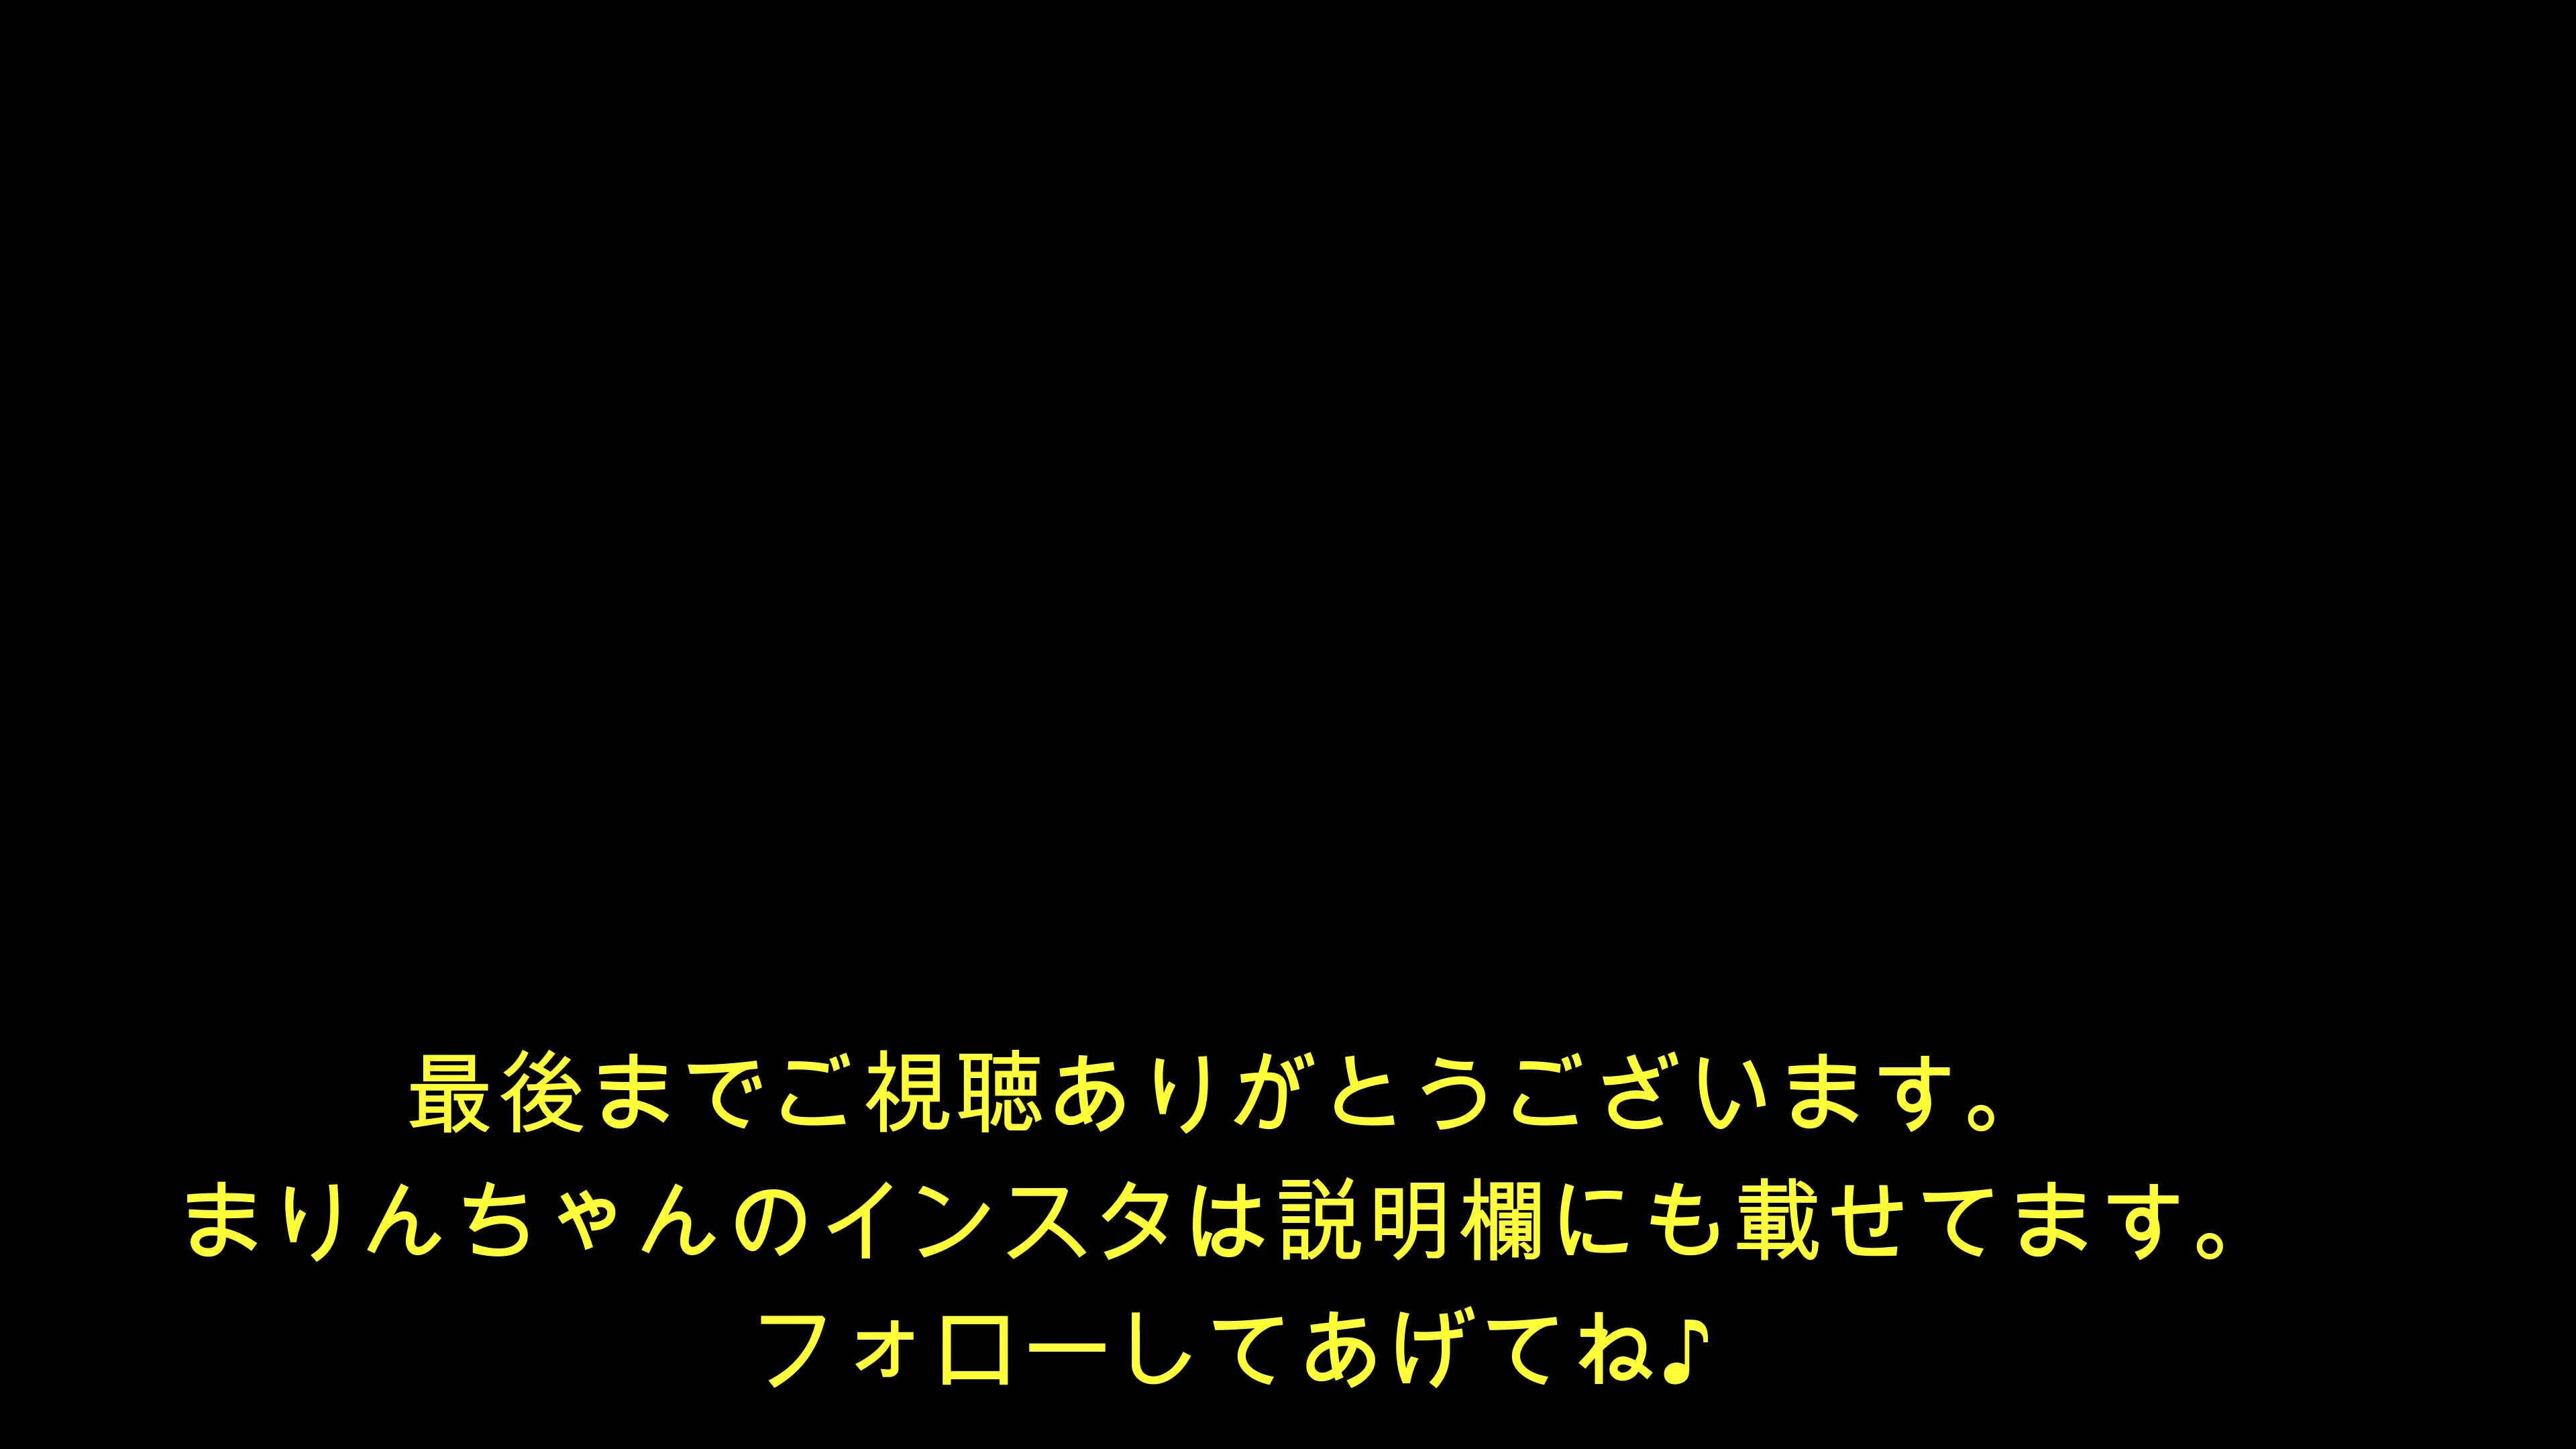 最後までご視聴ありがとうございます。
まりんちゃんのインスタは説明欄にも載せてます。
フォローしてあげてね♪